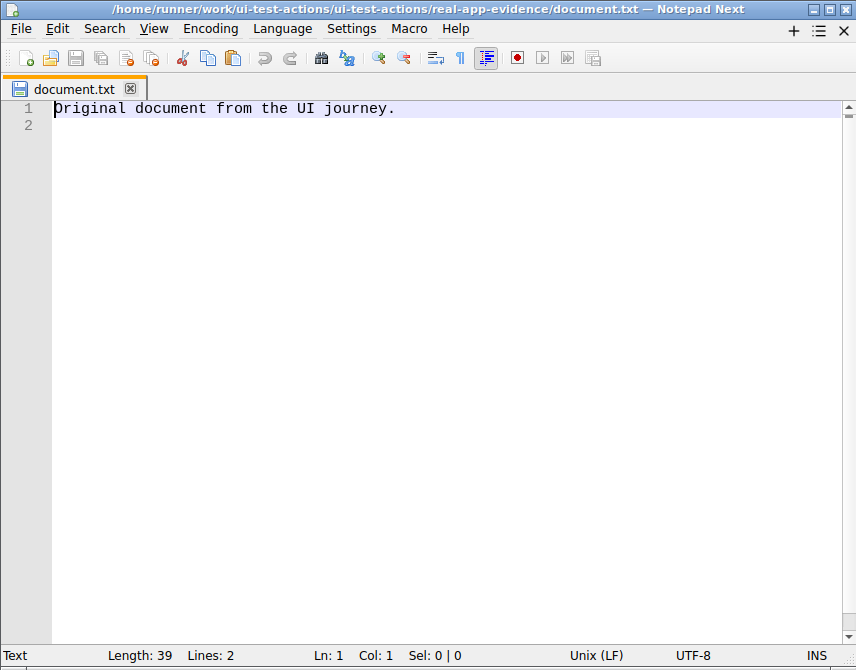 /home/runner/work/ui-test-actions/ui-test-actions/real-app-evidence/document.txt — Notepad Next
File Edit Search View Encoding Language Settings Macro Help
document.txt
1 Original document from the UI journey.
2
Text Length: 39 Lines: 2 Ln: 1 Col: 1 Sel: 0 | 0 Unix (LF) UTF-8 INS